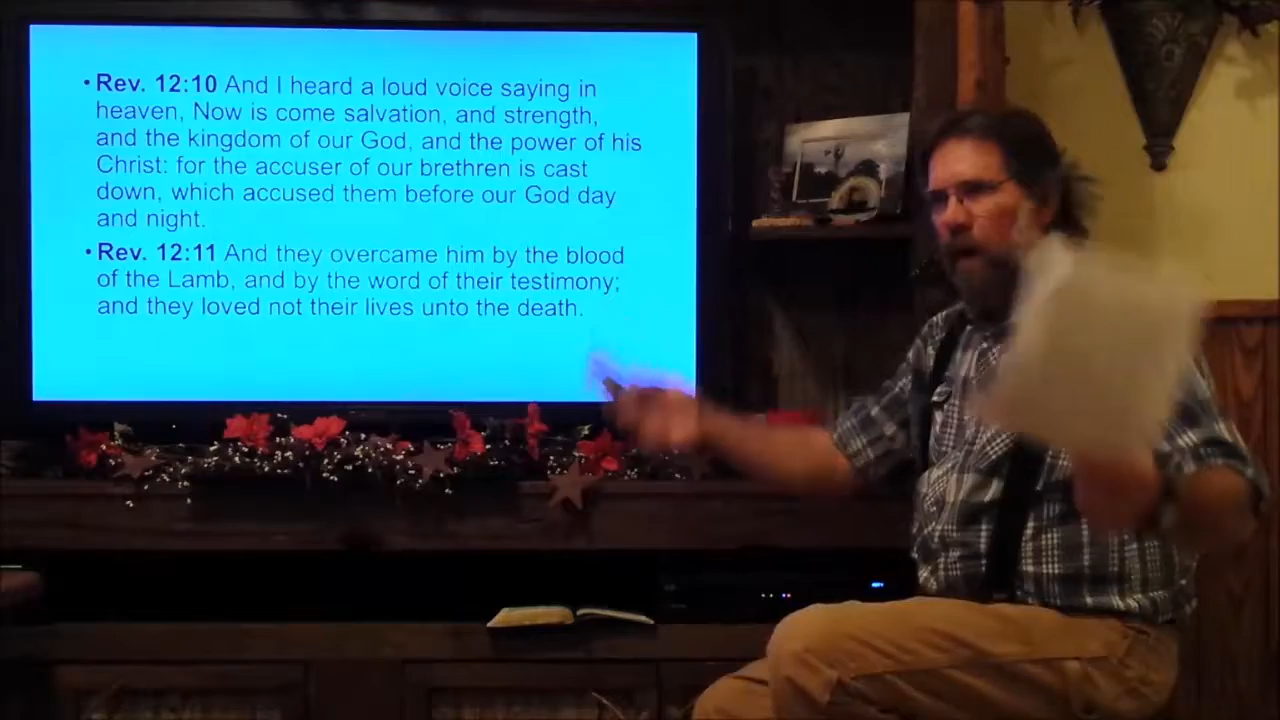 • Rev. 12:10 And I heard a loud voice saying in
heaven, Now is come salvation, and strength,
and the kingdom of our God, and the power of his
Christ: for the accuser of our brethren is cast
down, which accused them before our God day
and night.
• Rev. 12:11 And they overcame him by the blood
of the Lamb, and by the word of their testimony;
and they loved not their lives unto the death.